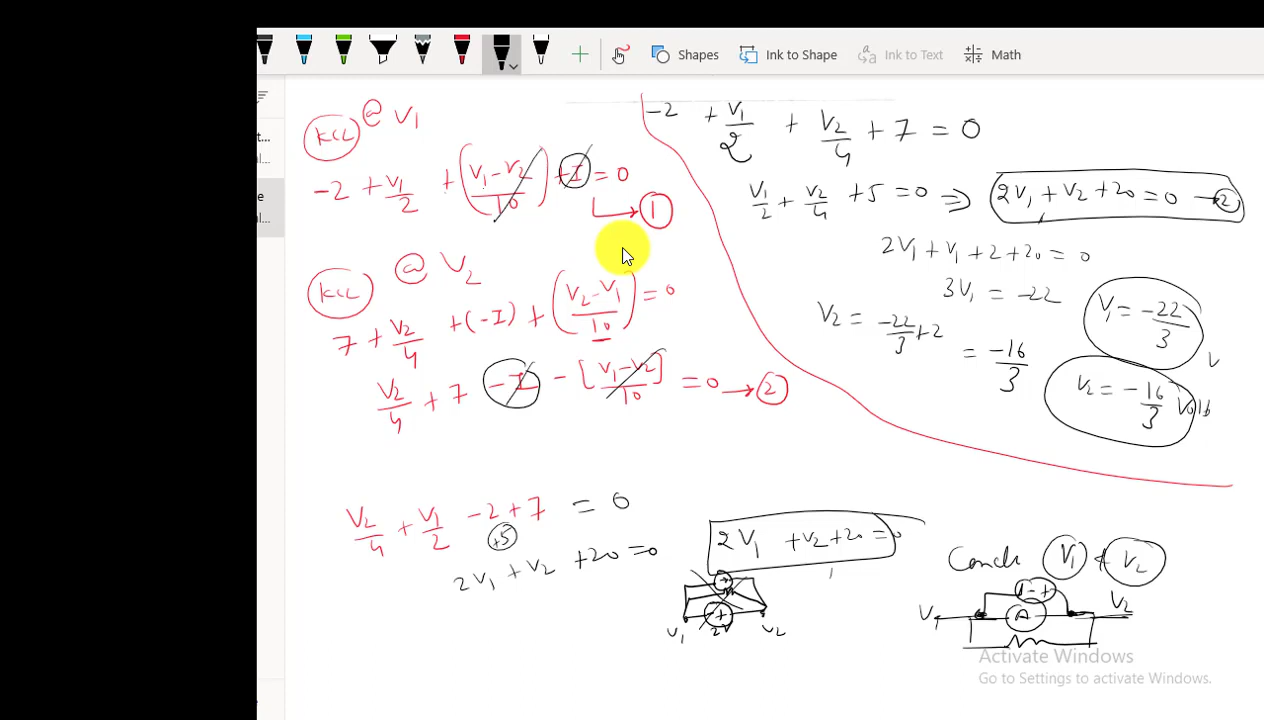 Shapes
Ink to Shape
Ink to Text
Math
KCL @ V1
-2 + V1/2 + (V1-V2/10) + I = 0
1
KCL @ V2
7 + V2/4 + (-I) + (V2-V1/10) = 0
V2/4 + 7 - I - [V1-V2/10] = 0 → 2
V2/4 + V1/2 -2+7 = 0
+5
2V1 + V2 +20=0
-2 + V1/2 + V2/4 + 7 = 0
V1/2 + V2/4 +5 =0 ⇒ 2V1 + V2 +20 =0 → 2
2V1 + V1 + 2 + 20 = 0
3V1 = -22
V1 = -22/3 V
V2 = -22/3 +2 = -16/3
V2 = -16/3 Volts
2V1 + V2 + 20 = 0
V1 2V V2
V1 & V2
V1 V2
Activate Windows
Go to Settings to activate Windows.